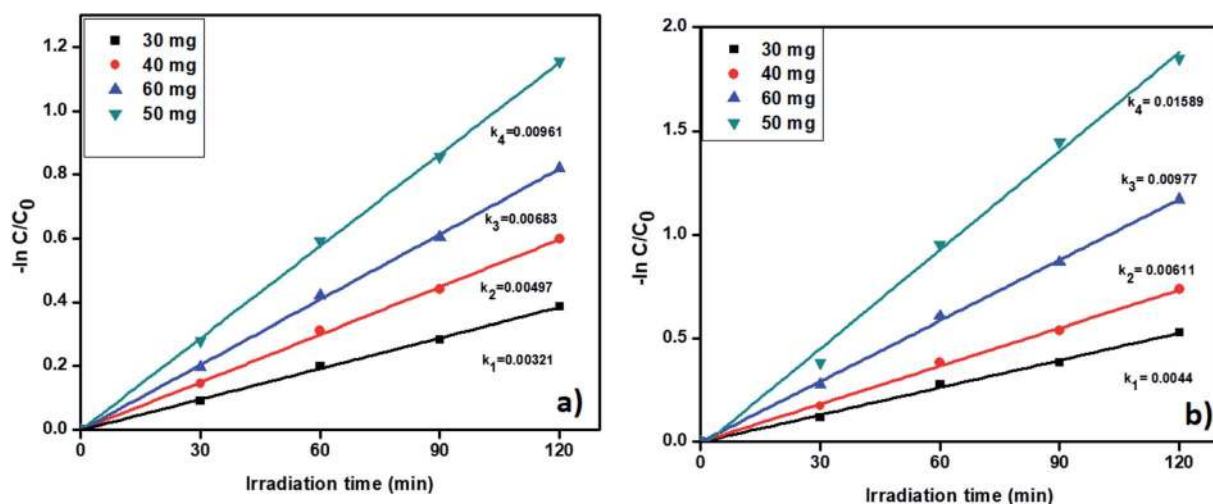 30 mg
40 mg
60 mg
50 mg
1.2
1.0
0.8
0.6
0.4
0.2
0.0
-ln C/C0
k4=0.00961
k3=0.00683
k2=0.00497
k1=0.00321
a)
0
30
60
90
120
Irradiation time (min)
30 mg
40 mg
60 mg
50 mg
2.0
1.5
1.0
0.5
0.0
-ln C/C0
k4= 0.01589
k3= 0.00977
k2= 0.00611
k1= 0.0044
b)
0
30
60
90
120
Irradiation time (min)